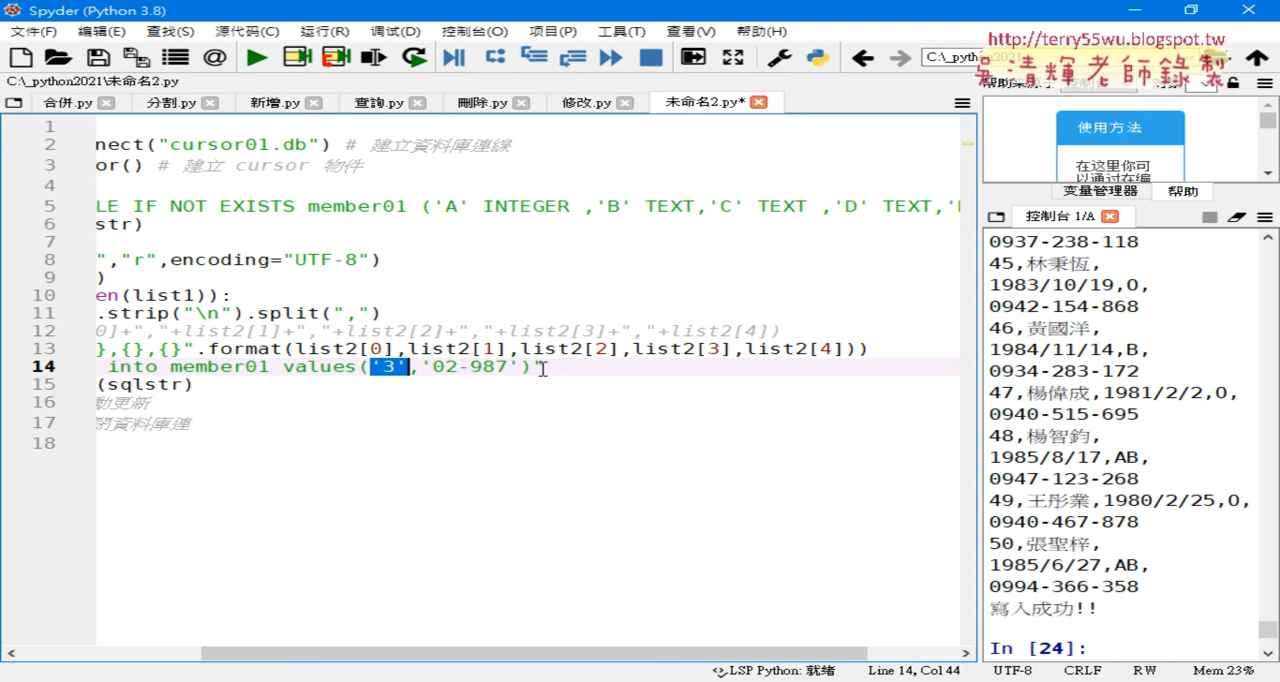 Spyder (Python 3.8)
文件(F) 编辑(E) 查找(S) 源代码(C) 运行(R) 调试(D) 控制台(O) 项目(P) 工具(T) 查看(V) 帮助(H)
http://terry55wu.blogspot.tw
吳清輝老師錄製
C:\_pytho
C:\_python2021\未命名2.py
合併.py 分割.py 新增.py 查詢.py 刪除.py 修改.py 未命名2.py*
1
2 nect("cursor01.db") # 建立資料庫連線
3 or() # 建立 cursor 物件
4
5 LE IF NOT EXISTS member01 ('A' INTEGER ,'B' TEXT,'C' TEXT ,'D' TEXT,'
6 str)
7
8 ","r",encoding="UTF-8")
9 )
10 en(list1)):
11 .strip("\n").split(",")
12 0]+","+list2[1]+","+list2[2]+","+list2[3]+","+list2[4])
13 },{},{}".format(list2[0],list2[1],list2[2],list2[3],list2[4]))
14 into member01 values('3','02-987')"
15 (sqlstr)
16 動更新
17 閉資料庫連
18
使用方法
在这里你可
以通过在编
变量管理器 帮助
控制台 1/A
0937-238-118
45,林秉恆,
1983/10/19,O,
0942-154-868
46,黃國洋,
1984/11/14,B,
0934-283-172
47,楊偉成,1981/2/2,O,
0940-515-695
48,楊智鈞,
1985/8/17,AB,
0947-123-268
49,王彤業,1980/2/25,O,
0940-467-878
50,張聖梓,
1985/6/27,AB,
0994-366-358
寫入成功!!
In [24]:
LSP Python: 就绪 Line 14, Col 44 UTF-8 CRLF RW Mem 23%